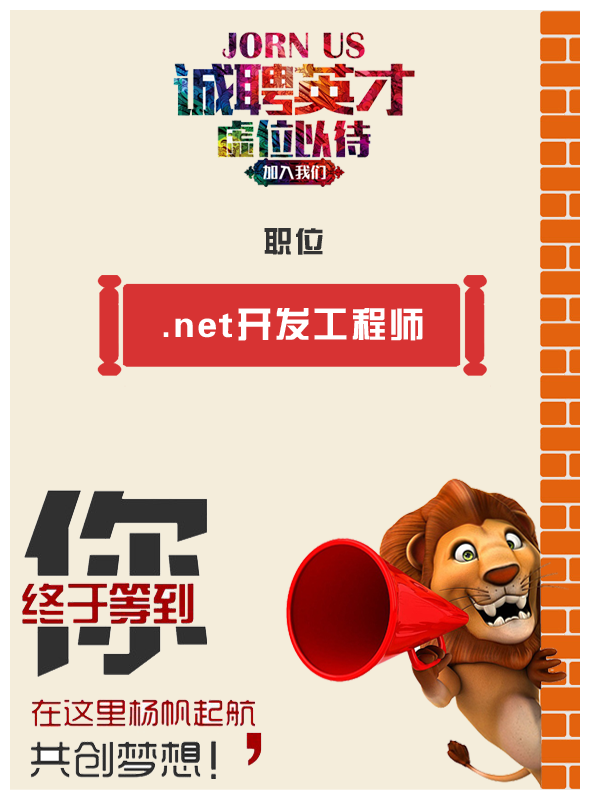 JORN US
诚聘英才
虚位以待
加入我们
职位
.net开发工程师
你
终于等到
在这里杨帆起航
共创梦想！